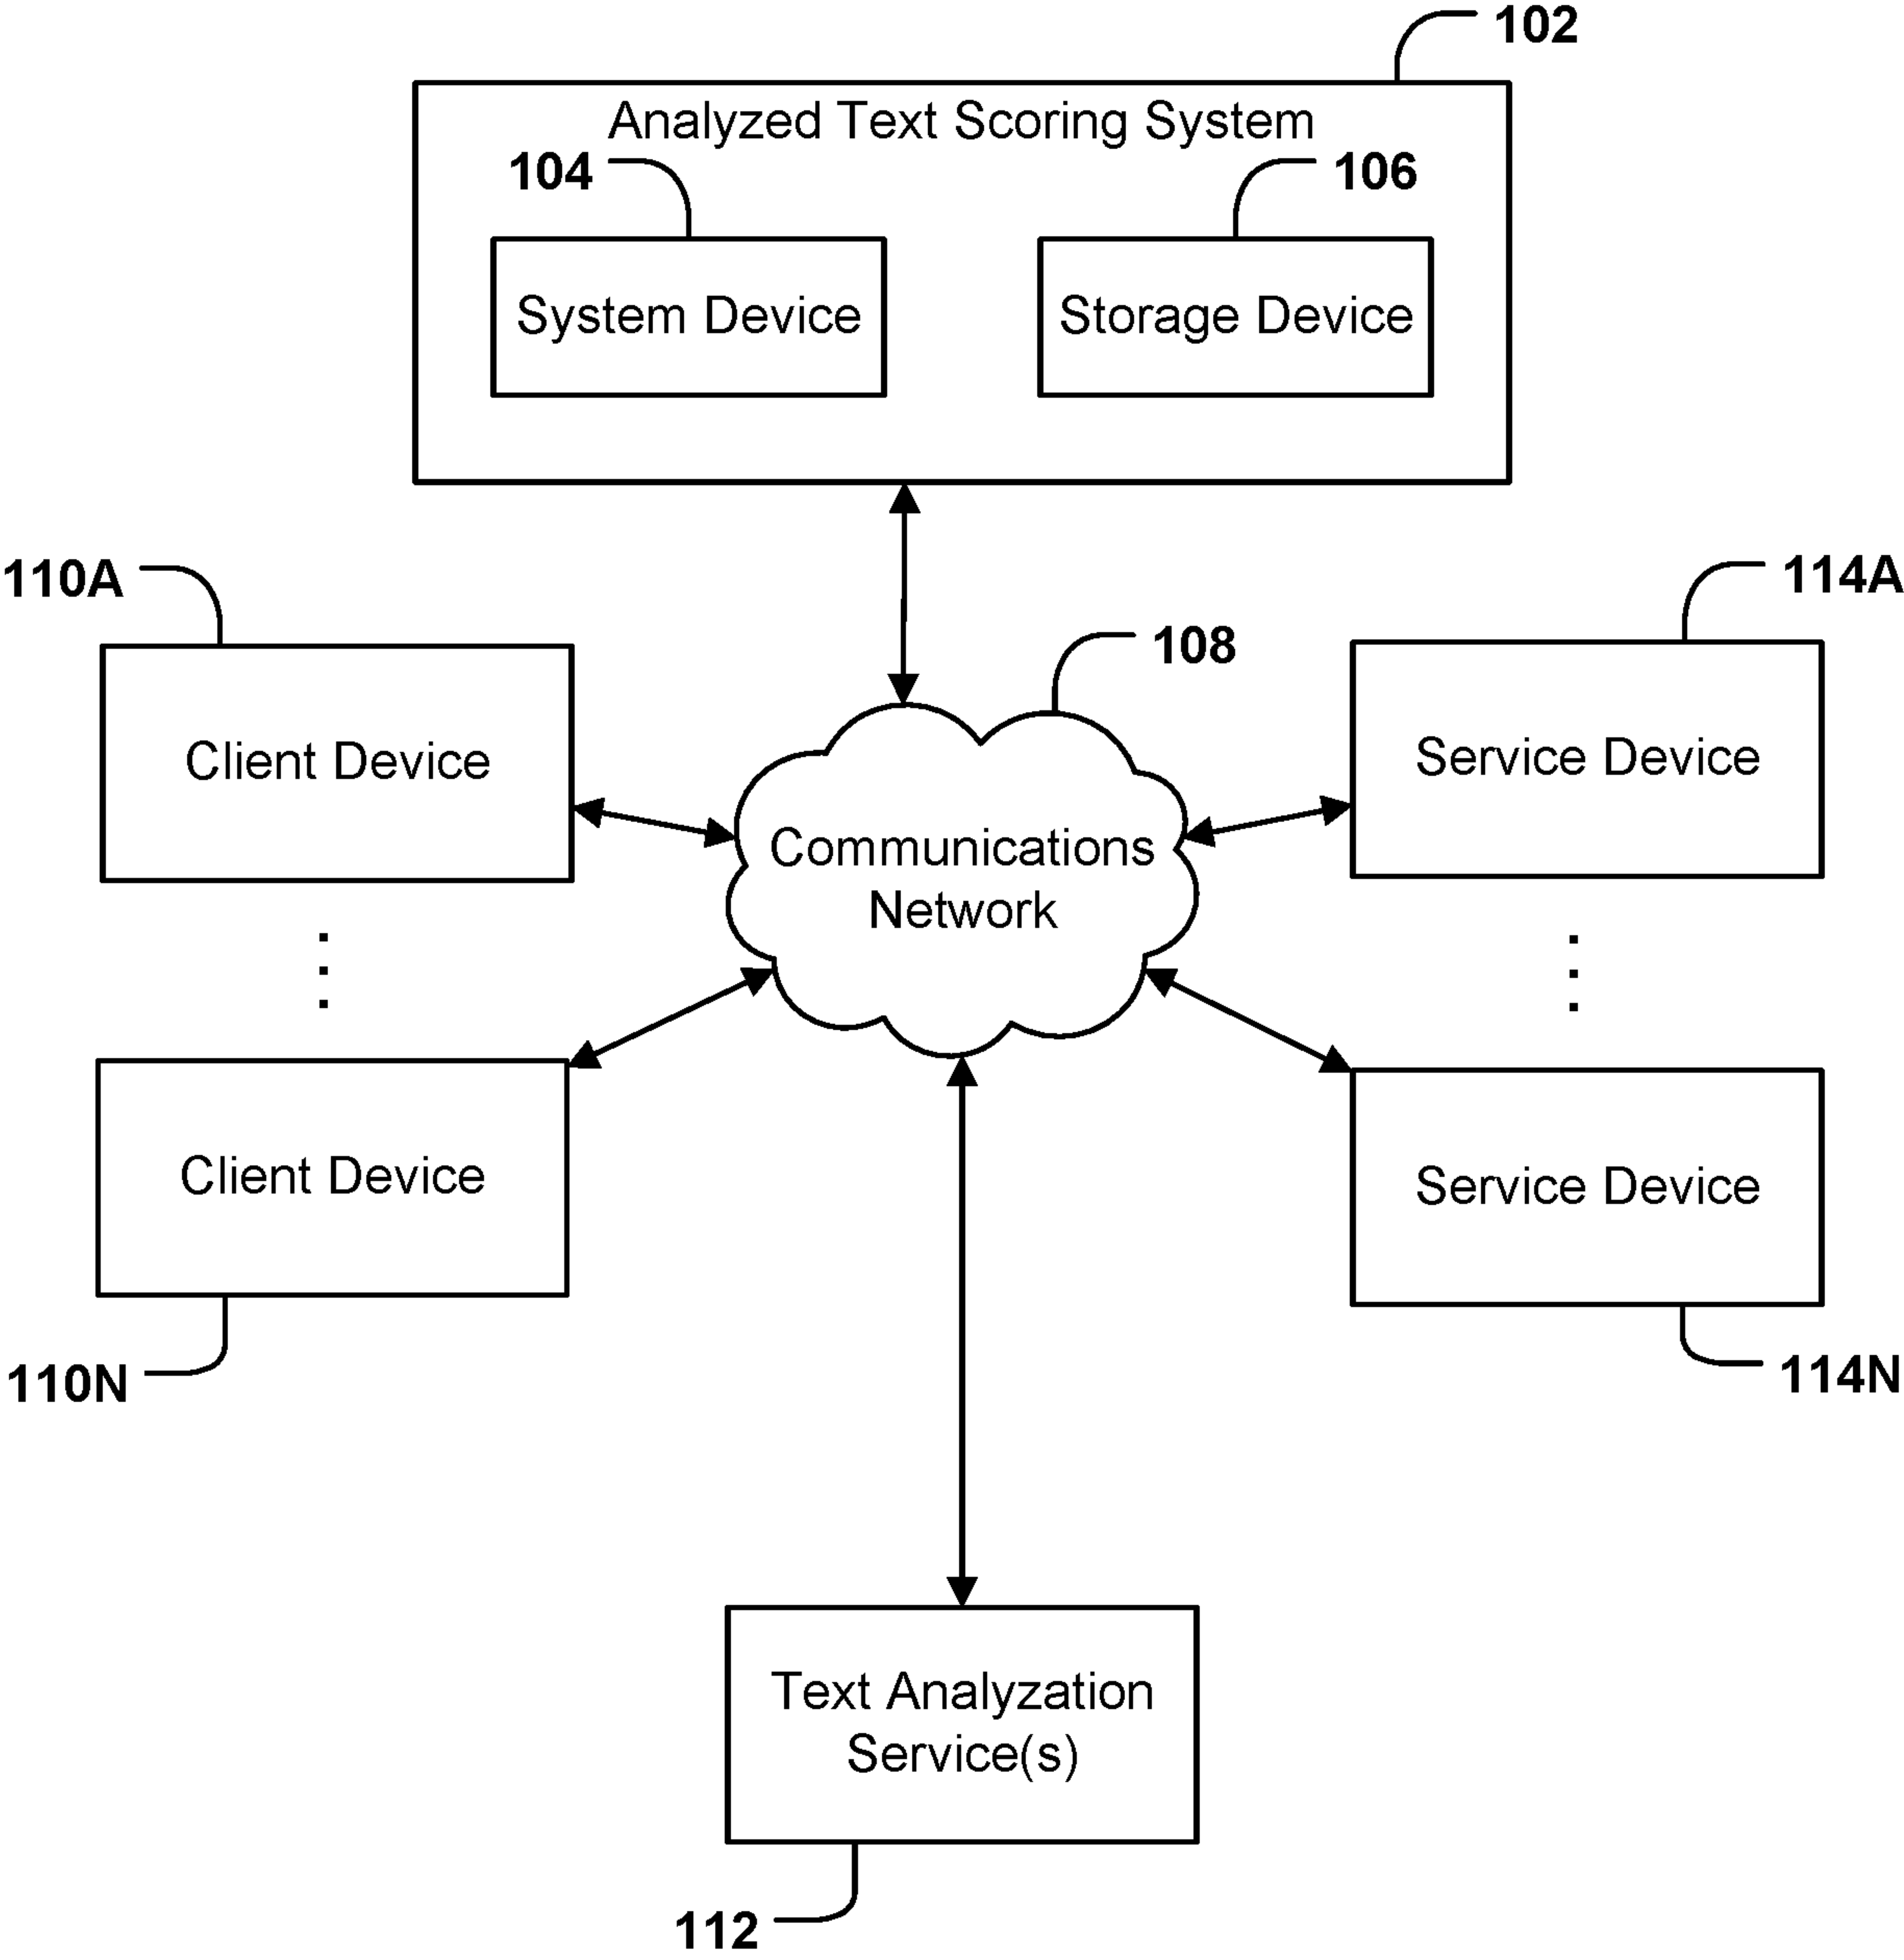 102
Analyzed Text Scoring System
104
106
System Device
Storage Device
110A
114A
108
Client Device
Service Device
Communications
Network
Client Device
Service Device
110N
114N
Text Analyzation
Service(s)
112